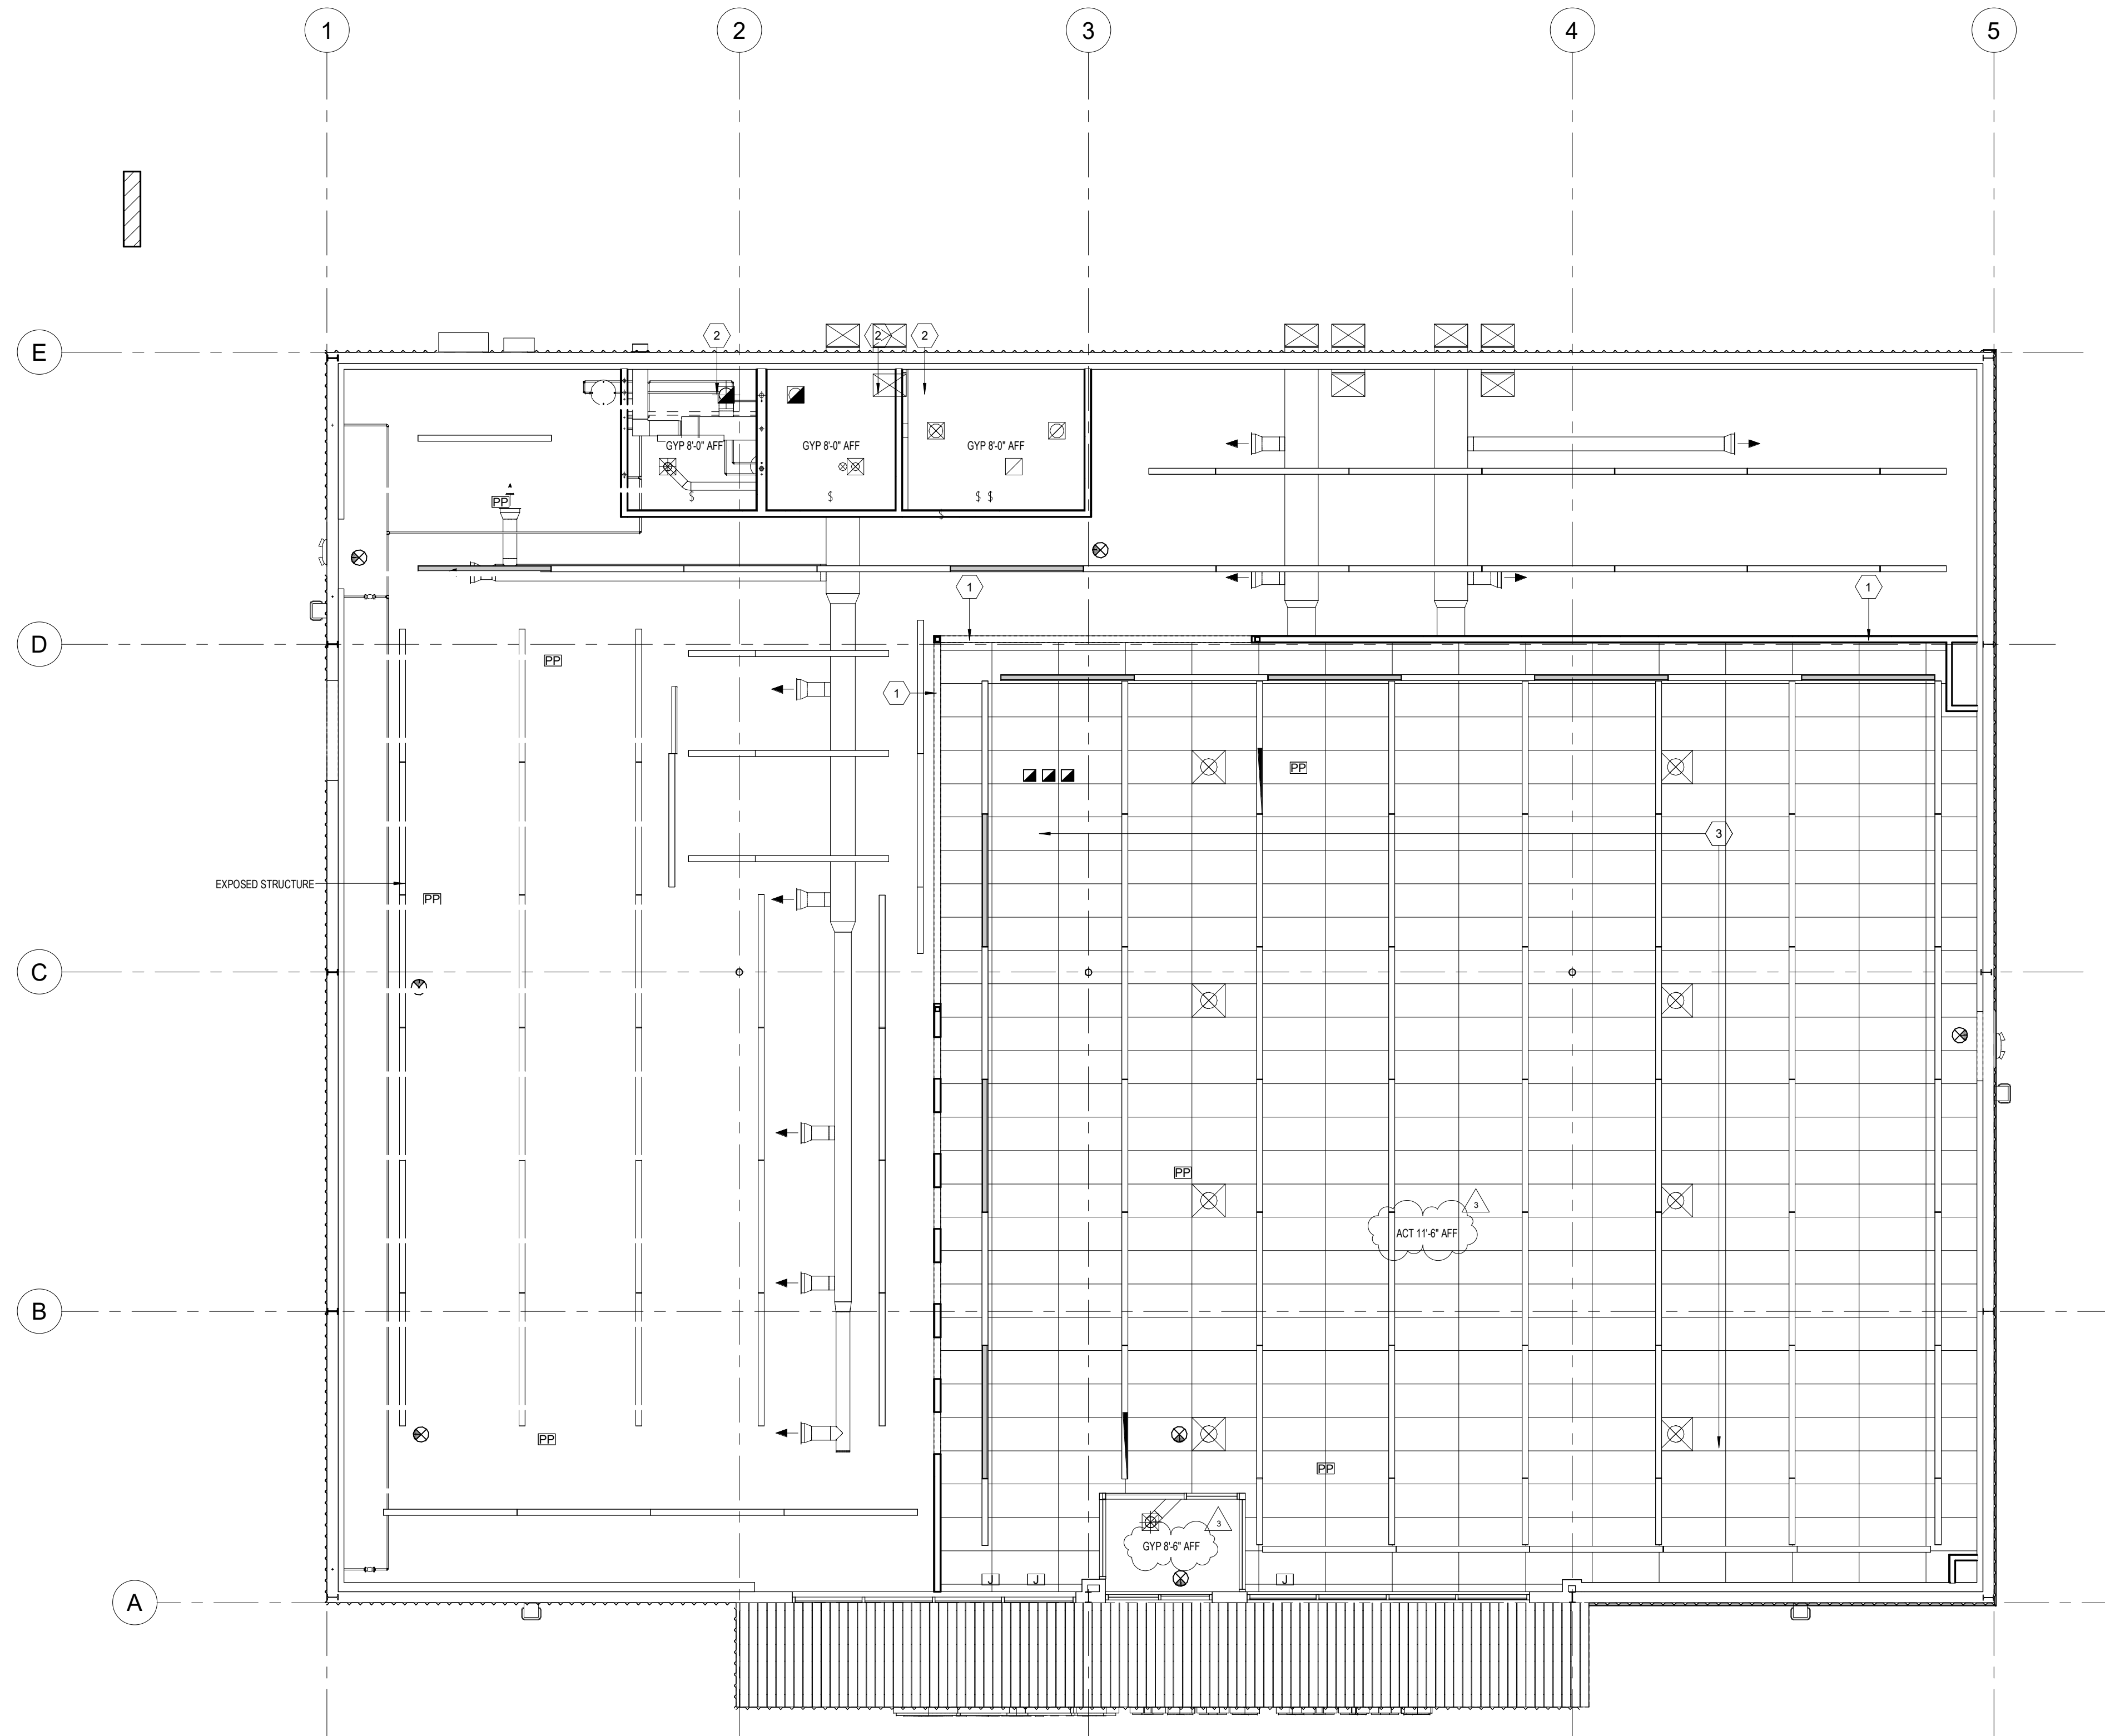 1 2 3 4 5
E
2 2 2
GYP 8'-0" AFF GYP 8'-0" AFF GYP 8'-0" AFF
$ $ $ $
PP
$
1 1
D
PP
1
PP
3
EXPOSED STRUCTURE
PP
C
PP
3
ACT 11'-6" AFF
B
PP
PP
3
GYP 8'-6" AFF
J J J
A